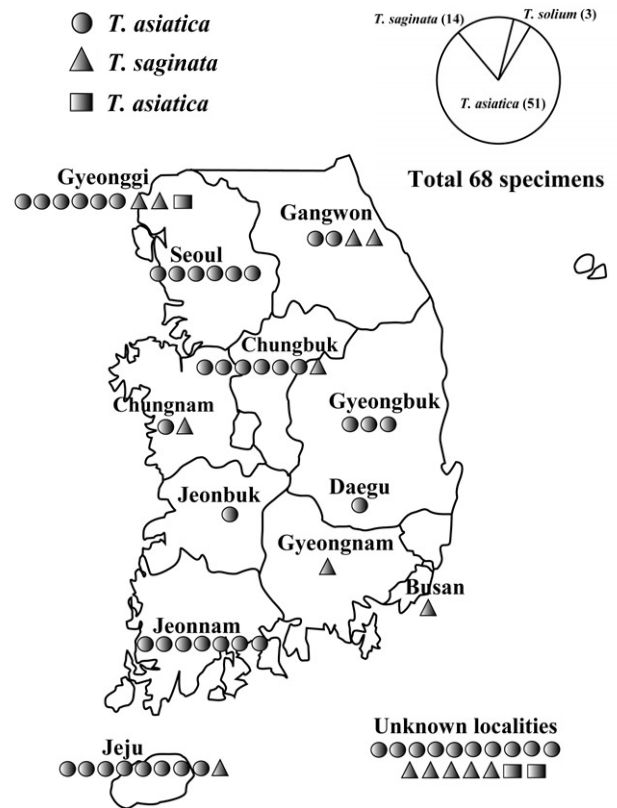 T. asiatica
T. saginata
T. asiatica
T. saginata (14)
T. solium (3)
T. asiatica (51)
Total 68 specimens
Gyeonggi
Gangwon
Seoul
Chungbuk
Chungnam
Gyeongbuk
Jeonbuk
Daegu
Gyeongnam
Busan
Jeonnam
Unknown localities
Jeju